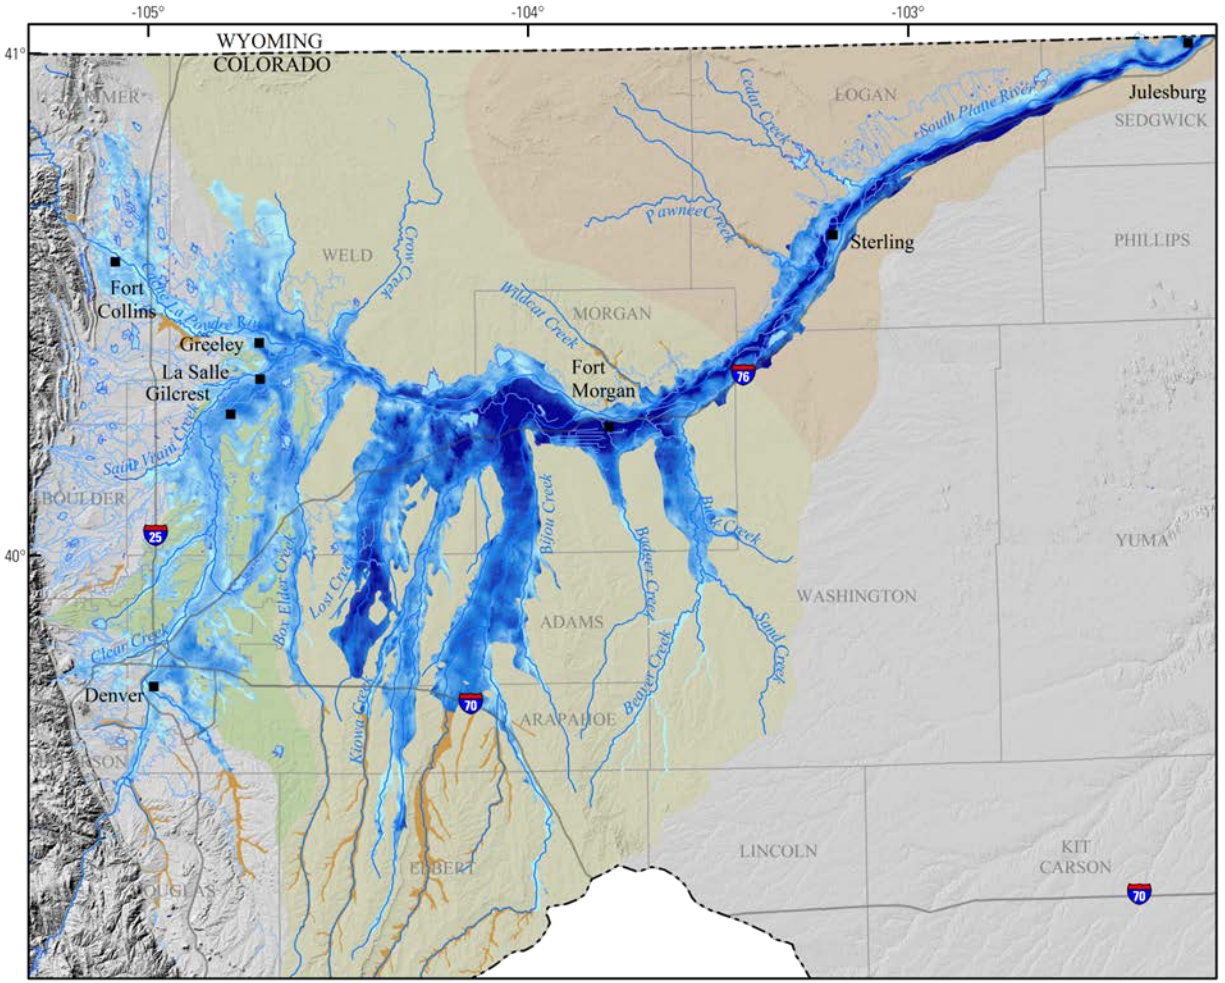 -105°
-104°
-103°
41°
WYOMING
COLORADO
LARIMER
LOGAN
Cedar Creek
South Platte River
Julesburg
SEDGWICK
Pawnee Creek
Sterling
PHILLIPS
WELD
Crow Creek
Fort
Collins
Cache La Poudre River
Wildcat Creek
MORGAN
Greeley
La Salle
Gilcrest
Fort
Morgan
76
Saint Vrain Creek
BOULDER
25
40°
Bijou Creek
Bijou Creek
Badger Creek
YUMA
Box Elder Creek
Lost Creek
WASHINGTON
ADAMS
Sand Creek
Clear Creek
Beaver Creek
Denver
Kiowa Creek
70
ARAPAHOE
ELBERT
LINCOLN
KIT
CARSON
DOUGLAS
70